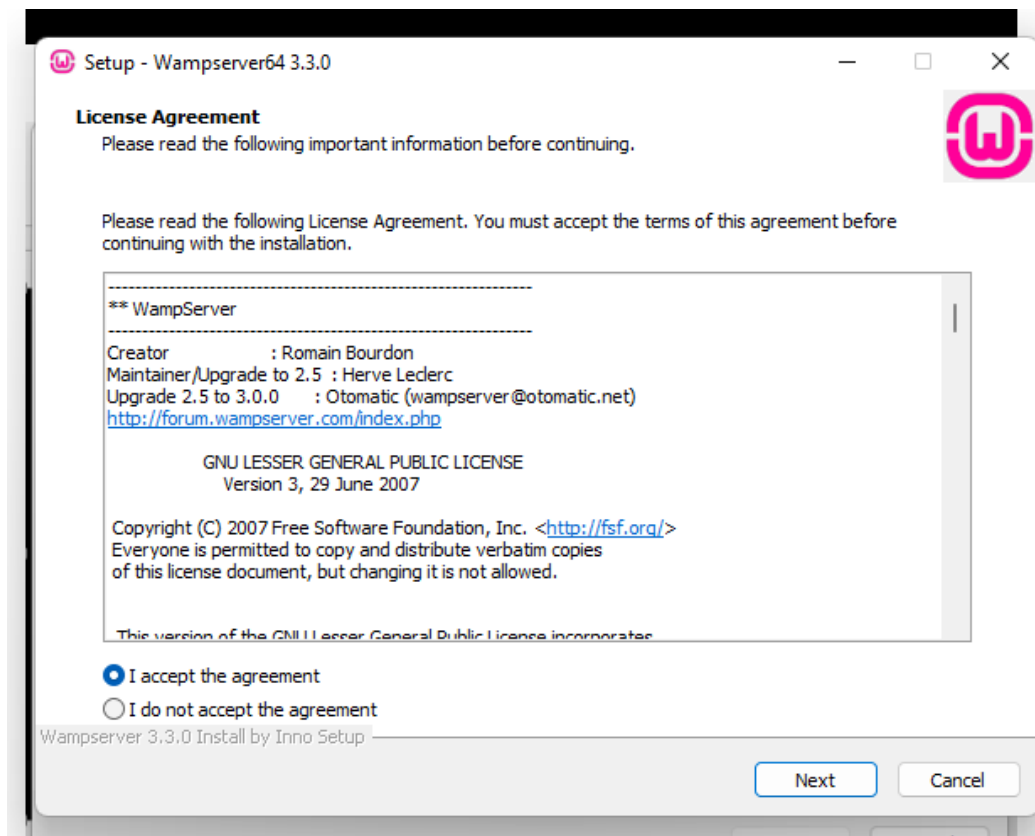 Setup - Wampserver64 3.3.0
License Agreement
Please read the following important information before continuing.
Please read the following License Agreement. You must accept the terms of this agreement before
continuing with the installation.
---------------------------------------------------------------
** WampServer
---------------------------------------------------------------
Creator : Romain Bourdon
Maintainer/Upgrade to 2.5 : Herve Leclerc
Upgrade 2.5 to 3.0.0 : Otomatic (wampserver@otomatic.net)
http://forum.wampserver.com/index.php
GNU LESSER GENERAL PUBLIC LICENSE
Version 3, 29 June 2007
Copyright (C) 2007 Free Software Foundation, Inc. <http://fsf.org/>
Everyone is permitted to copy and distribute verbatim copies
of this license document, but changing it is not allowed.
This version of the GNU Lesser General Public License incorporates
I accept the agreement
I do not accept the agreement
Wampserver 3.3.0 Install by Inno Setup
Next
Cancel